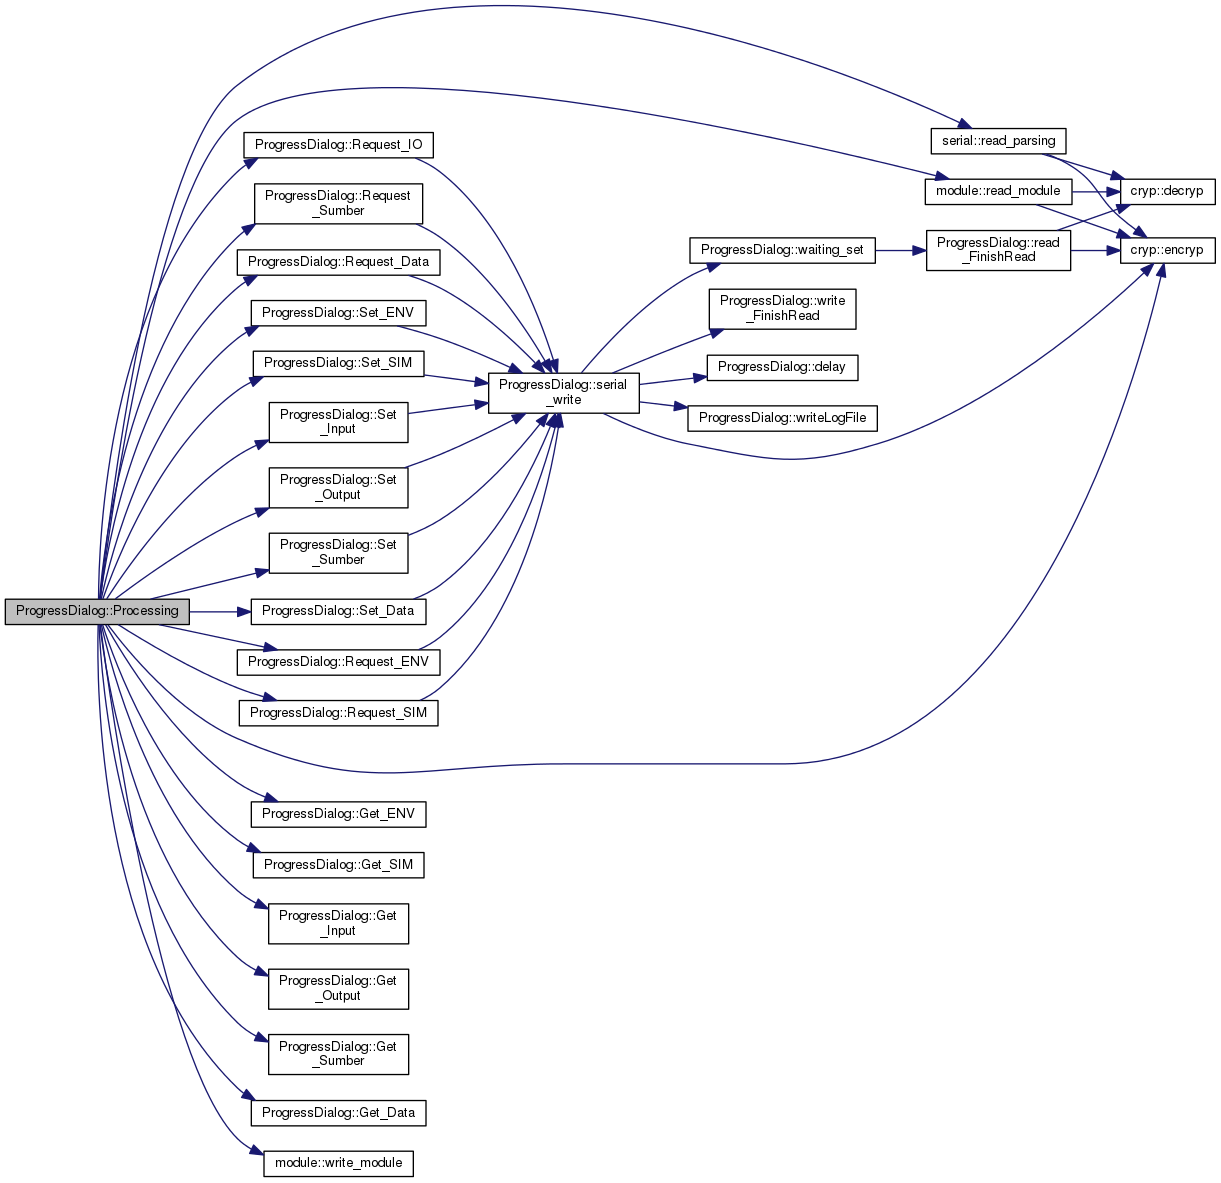 ProgressDialog::Processing
ProgressDialog::Request_IO
ProgressDialog::Request
_Sumber
ProgressDialog::Request_Data
ProgressDialog::Set_ENV
ProgressDialog::Set_SIM
ProgressDialog::Set
_Input
ProgressDialog::Set
_Output
ProgressDialog::Set
_Sumber
ProgressDialog::Set_Data
ProgressDialog::Request_ENV
ProgressDialog::Request_SIM
ProgressDialog::Get_ENV
ProgressDialog::Get_SIM
ProgressDialog::Get
_Input
ProgressDialog::Get
_Output
ProgressDialog::Get
_Sumber
ProgressDialog::Get_Data
module::write_module
ProgressDialog::serial
_write
ProgressDialog::waiting_set
ProgressDialog::write
_FinishRead
ProgressDialog::delay
ProgressDialog::writeLogFile
serial::read_parsing
module::read_module
ProgressDialog::read
_FinishRead
cryp::decryp
cryp::encryp